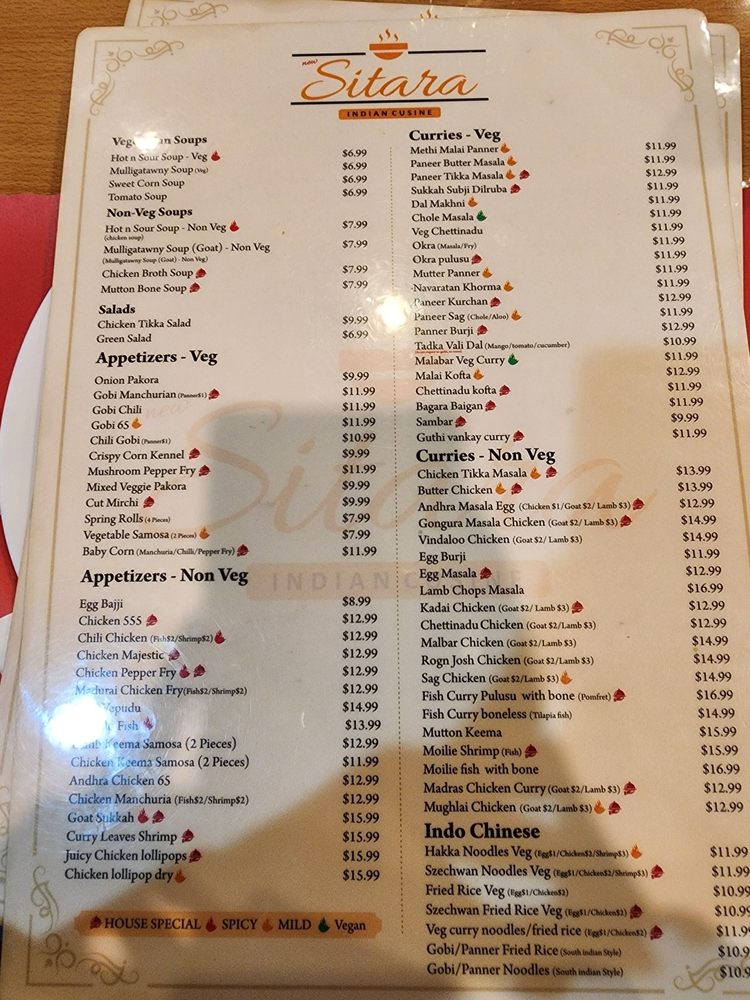 new
Sitara
INDIAN CUSINE
Soups
Hot n Sour Soup - Veg $6.99
Mulligatawny Soup (Veg) $6.99
Sweet Corn Soup $6.99
Tomato Soup $6.99
Non-Veg Soups
Hot n Sour Soup - Non Veg $7.99
(chicken soup)
Mulligatawny Soup (Goat) - Non Veg $7.99
(Mulligatawny Soup (Goat) - Non Veg)
Chicken Broth Soup $7.99
Mutton Bone Soup $7.99
Salads
Chicken Tikka Salad $9.99
Green Salad $6.99
Appetizers - Veg
Onion Pakora $9.99
Gobi Manchurian (Panner$1) $11.99
Gobi Chili $11.99
Gobi 65 $11.99
Chili Gobi (Panner$1) $10.99
Crispy Corn Kennel $9.99
Mushroom Pepper Fry $11.99
Mixed Veggie Pakora $9.99
Cut Mirchi $9.99
Spring Rolls (4 Pieces) $7.99
Vegetable Samosa (2 Pieces) $7.99
Baby Corn (Manchuria/Chilli/Pepper Fry) $11.99
Appetizers - Non Veg
Egg Bajji $8.99
Chicken 555 $12.99
Chili Chicken (Fish$2/Shrimp$2) $12.99
Chicken Majestic $12.99
Chicken Pepper Fry $12.99
Madurai Chicken Fry (Fish$2/Shrimp$2) $12.99
Vepudu $14.99
Fish $13.99
Keema Samosa (2 Pieces) $12.99
Chicken Keema Samosa (2 Pieces) $11.99
Andhra Chicken 65 $12.99
Chicken Manchuria (Fish$2/Shrimp$2) $12.99
Goat Sukkah $15.99
Curry Leaves Shrimp $15.99
Juicy Chicken lollipops $15.99
Chicken lollipop dry $15.99
HOUSE SPECIAL SPICY MILD Vegan
Curries - Veg
Methi Malai Panner $11.99
Paneer Butter Masala $11.99
Paneer Tikka Masala $12.99
Sukkah Subji Dilruba $11.99
Dal Makhni $11.99
Chole Masala $11.99
Veg Chettinadu $11.99
Okra (Masala/Fry) $11.99
Okra pulusu $11.99
Mutter Panner $11.99
Navaratan Khorma $11.99
Paneer Kurchan $12.99
Paneer Sag (Chole/Aloo) $11.99
Panner Burji $12.99
Tadka Vali Dal (Mango/tomato/cucumber) $10.99
Malabar Veg Curry $11.99
Malai Kofta $12.99
Chettinadu kofta $11.99
Bagara Baigan $11.99
Sambar $9.99
Guthi vankay curry $11.99
Curries - Non Veg
Chicken Tikka Masala $13.99
Butter Chicken $13.99
Andhra Masala Egg (Chicken $1/Goat $2/ Lamb $3) $12.99
Gongura Masala Chicken (Goat $2/ Lamb $3) $14.99
Vindaloo Chicken (Goat $2/ Lamb $3) $14.99
Egg Burji $11.99
Egg Masala $12.99
Lamb Chops Masala $16.99
Kadai Chicken (Goat $2/ Lamb $3) $12.99
Chettinadu Chicken (Goat $2/ Lamb $3) $12.99
Malbar Chicken (Goat $2/Lamb $3) $14.99
Rogn Josh Chicken (Goat $2/Lamb $3) $14.99
Sag Chicken (Goat $2/Lamb $3) $14.99
Fish Curry Pulusu with bone (Pomfret) $16.99
Fish Curry boneless (Tilapia fish) $14.99
Mutton Keema $15.99
Moilie Shrimp (Fish) $15.99
Moilie fish with bone $16.99
Madras Chicken Curry (Goat $2/Lamb $3) $12.99
Mughlai Chicken (Goat $2/Lamb $3) $12.99
Indo Chinese
Hakka Noodles Veg (Egg$1/Chicken$2/Shrimp$3) $11.99
Szechwan Noodles Veg (Egg$1/Chicken$2/Shrimp$3) $11.99
Fried Rice Veg (Egg$1/Chicken$2) $10.99
Szechwan Fried Rice Veg (Egg$1/Chicken$2) $10.99
Veg curry noodles/fried rice (Egg$1/Chicken$2) $11.9
Gobi/Panner Fried Rice (South indian Style) $10.9
Gobi/Panner Noodles (South indian Style) $10.9